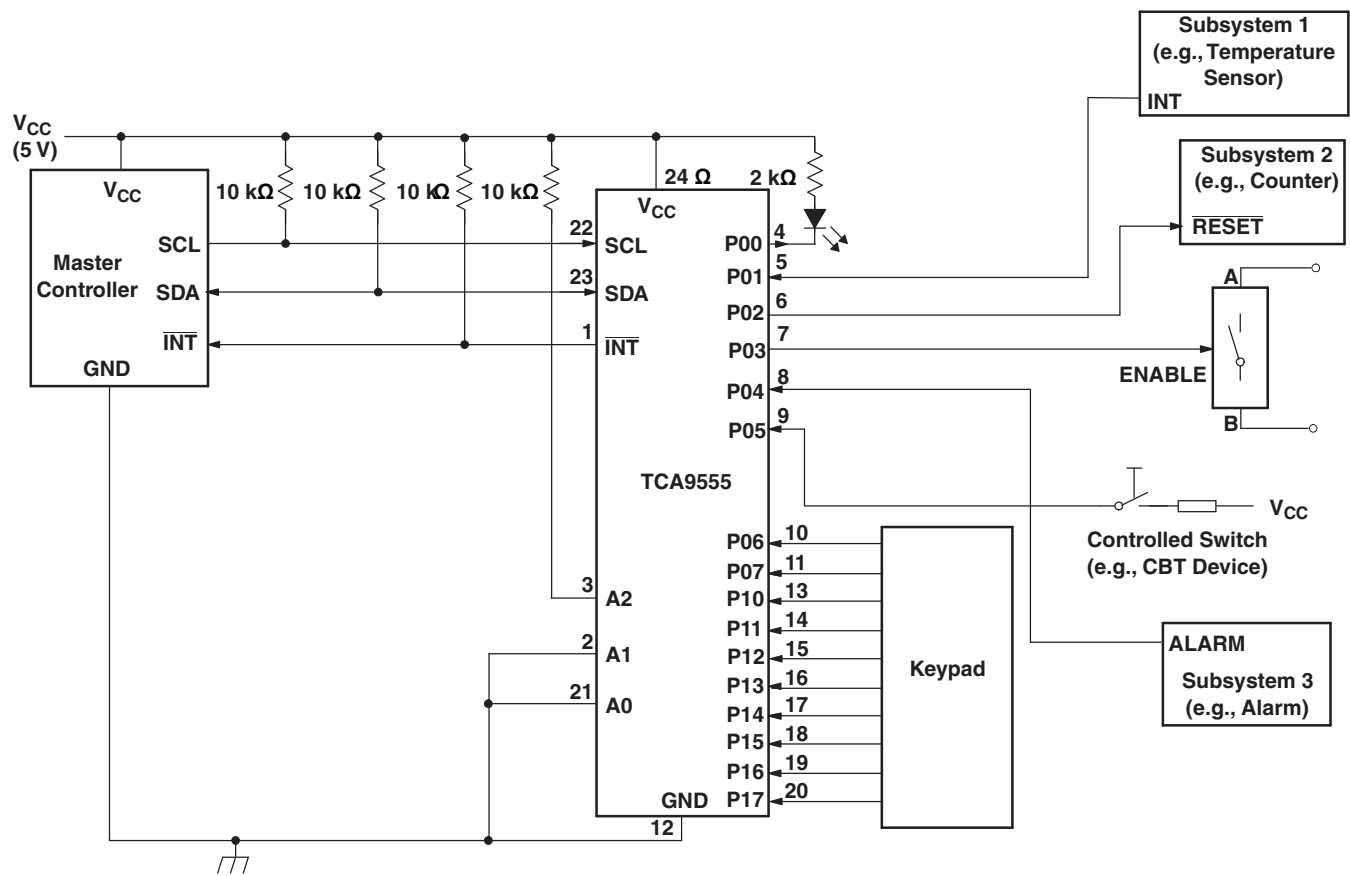 Subsystem 1
(e.g., Temperature
Sensor)
INT
VCC
(5 V)
Subsystem 2
(e.g., Counter)
RESET
VCC
10 kΩ
10 kΩ
10 kΩ
10 kΩ
24 Ω
VCC
2 kΩ
Master
Controller
SCL
SDA
INT
GND
22
SCL
23
SDA
1
INT
P00
4
P01
5
P02
6
P03
7
P04
8
P05
9
A
ENABLE
B
TCA9555
VCC
Controlled Switch
(e.g., CBT Device)
P06
10
P07
11
P10
13
P11
14
P12
15
P13
16
P14
17
P15
18
P16
19
P17
20
Keypad
3
A2
2
A1
21
A0
ALARM
Subsystem 3
(e.g., Alarm)
GND
12